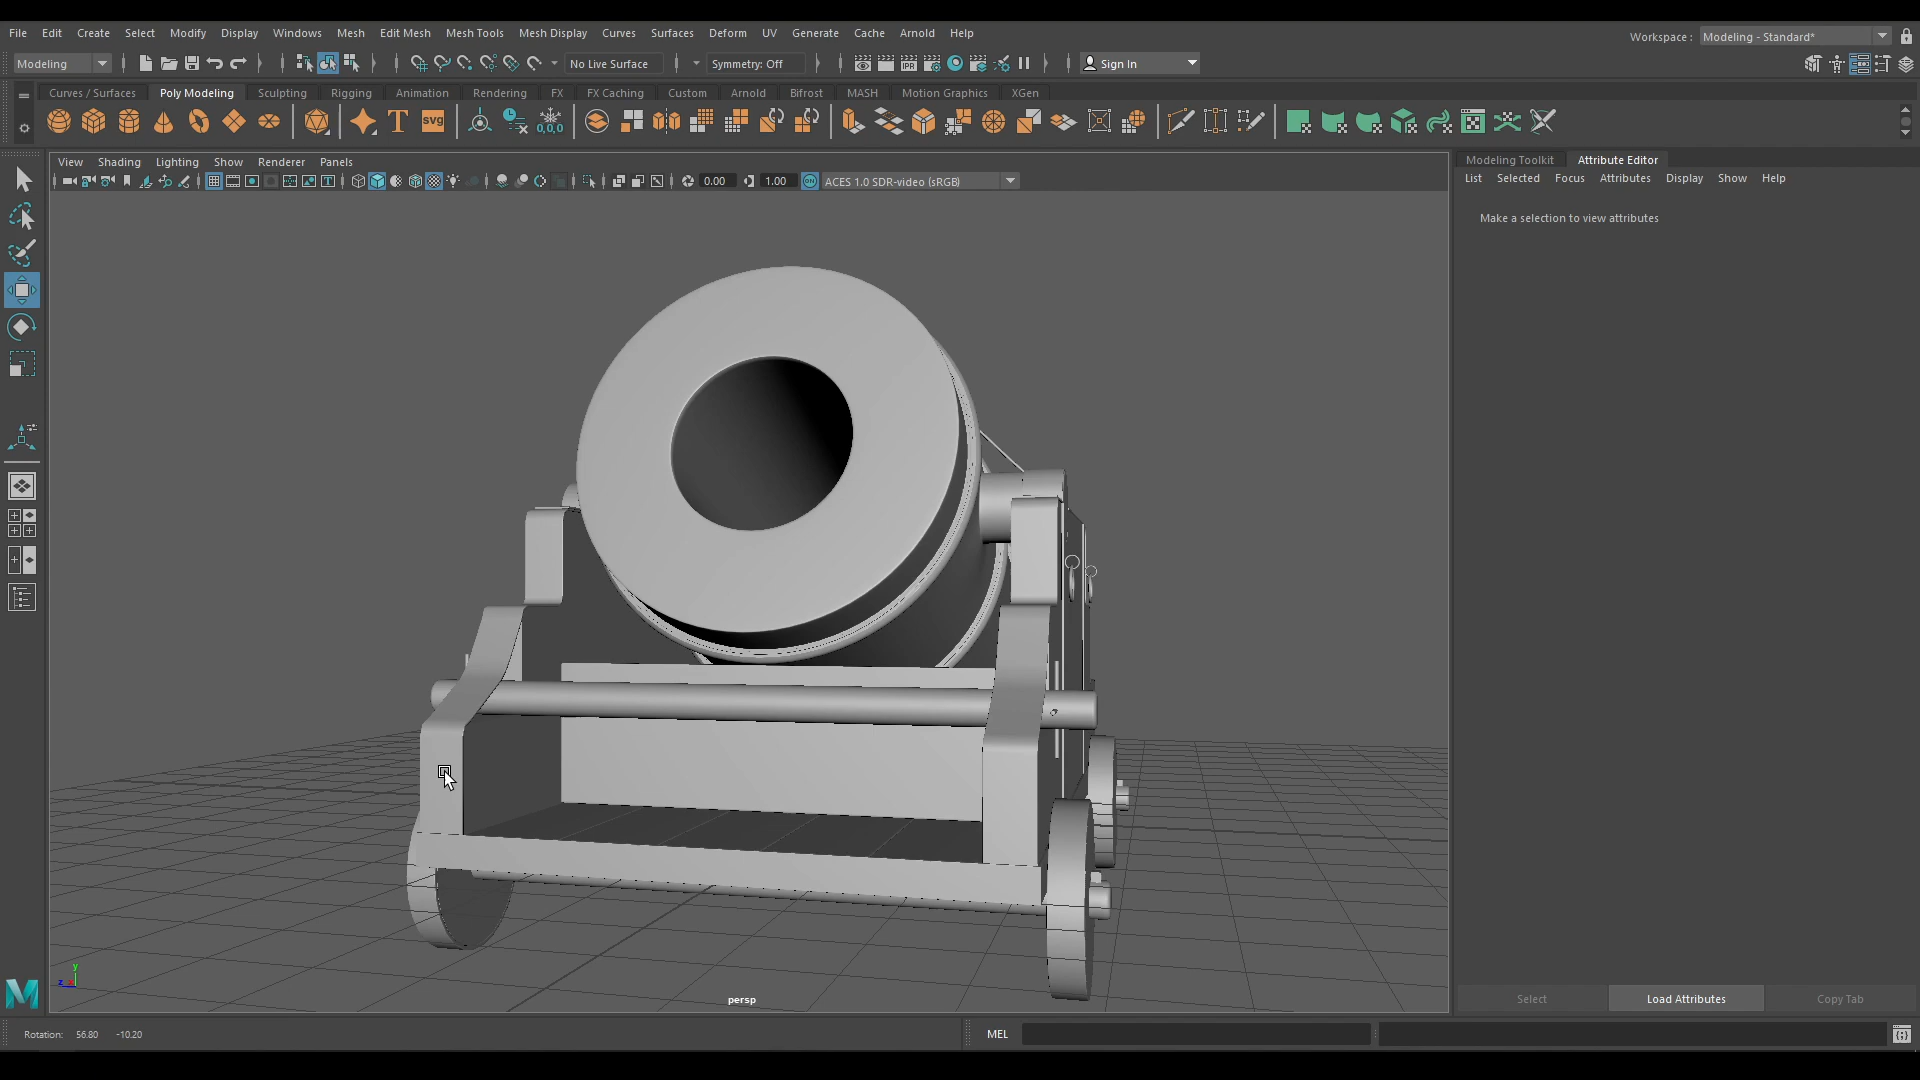 File Edit Create Select Modify Display Windows Mesh Edit Mesh Mesh Tools Mesh Display Curves Surfaces Deform UV Generate Cache Arnold Help
Workspace : Modeling - Standard*
Modeling No Live Surface Symmetry: Off Sign In
Curves / Surfaces Poly Modeling Sculpting Rigging Animation Rendering FX FX Caching Custom Arnold Bifrost MASH Motion Graphics XGen
T svg 0,0,0
View Shading Lighting Show Renderer Panels
0.00 1.00 ON ACES 1.0 SDR-video (sRGB)
Modeling Toolkit Attribute Editor
List Selected Focus Attributes Display Show Help
Make a selection to view attributes
y
z x
persp
M
Select Load Attributes Copy Tab
Rotation: 56.80 -10.20
MEL